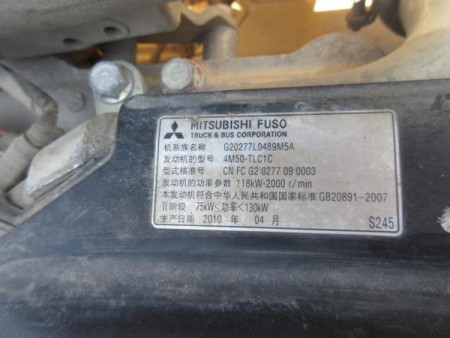 MITSUBISHI FUSO
TRUCK & BUS CORPORATION
机系族名称 G20277L0489M5A
发动机的型号 4M50-TLC1C
型式核准号 CN FC G2 0277 09 0003
发动机的功率参数 118kW-2000 r/min
本发动机符合中华人民共和国国家标准 GB20891-2007
II阶段 75kW<功率<130kW
生产日期 2010 年 04 月 S245